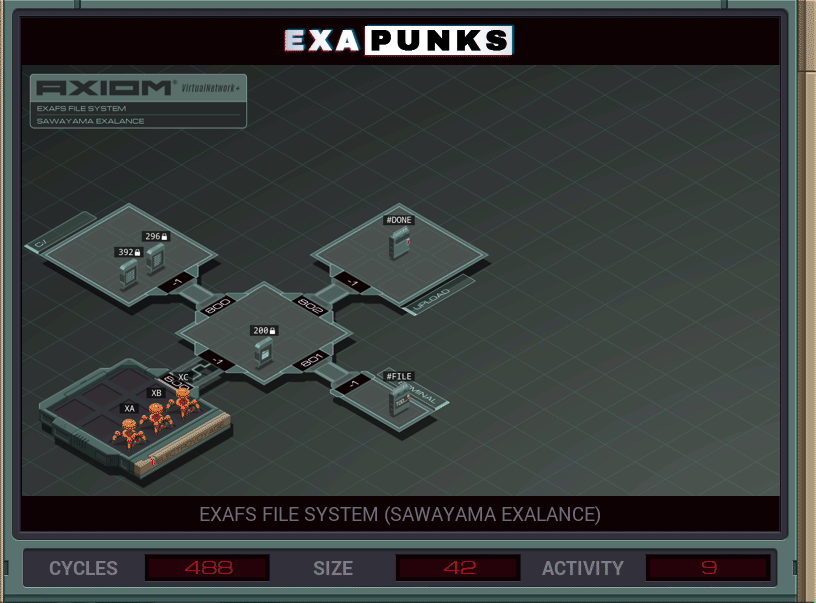 EXAPUNKS
AXIOM® VirtualNetwork+
EXAFS FILE SYSTEM
SAWAYAMA EXALANCE
#DONE
C/
296
392
-1
-1
UPLOAD
800
802
200
-1
801
-1
#FILE
XC
XB
XA
EXAFS FILE SYSTEM (SAWAYAMA EXALANCE)
CYCLES 488 SIZE 42 ACTIVITY 9